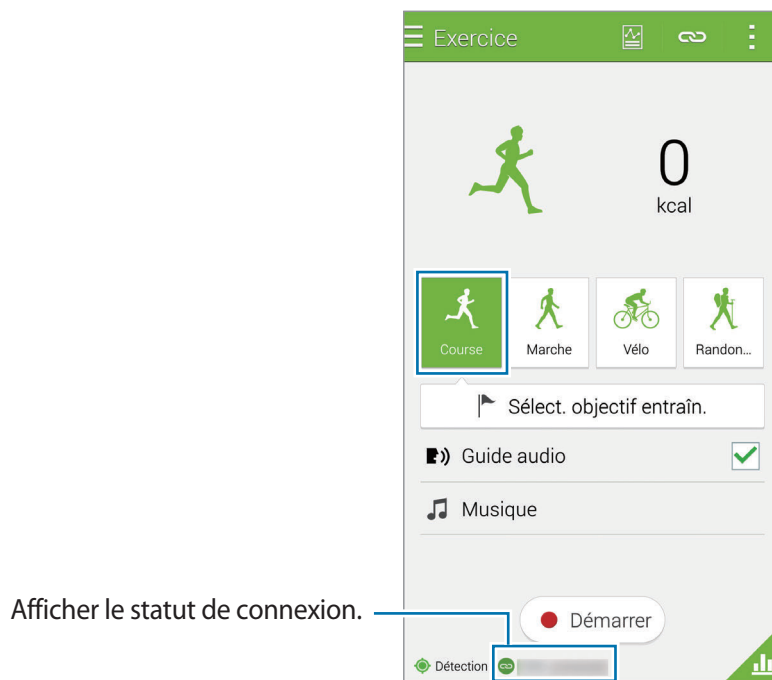 Exercice
0
kcal
Course
Marche
Vélo
Randon...
Sélect. objectif entraîn.
Guide audio
Musique
Afficher le statut de connexion.
Démarrer
Détection